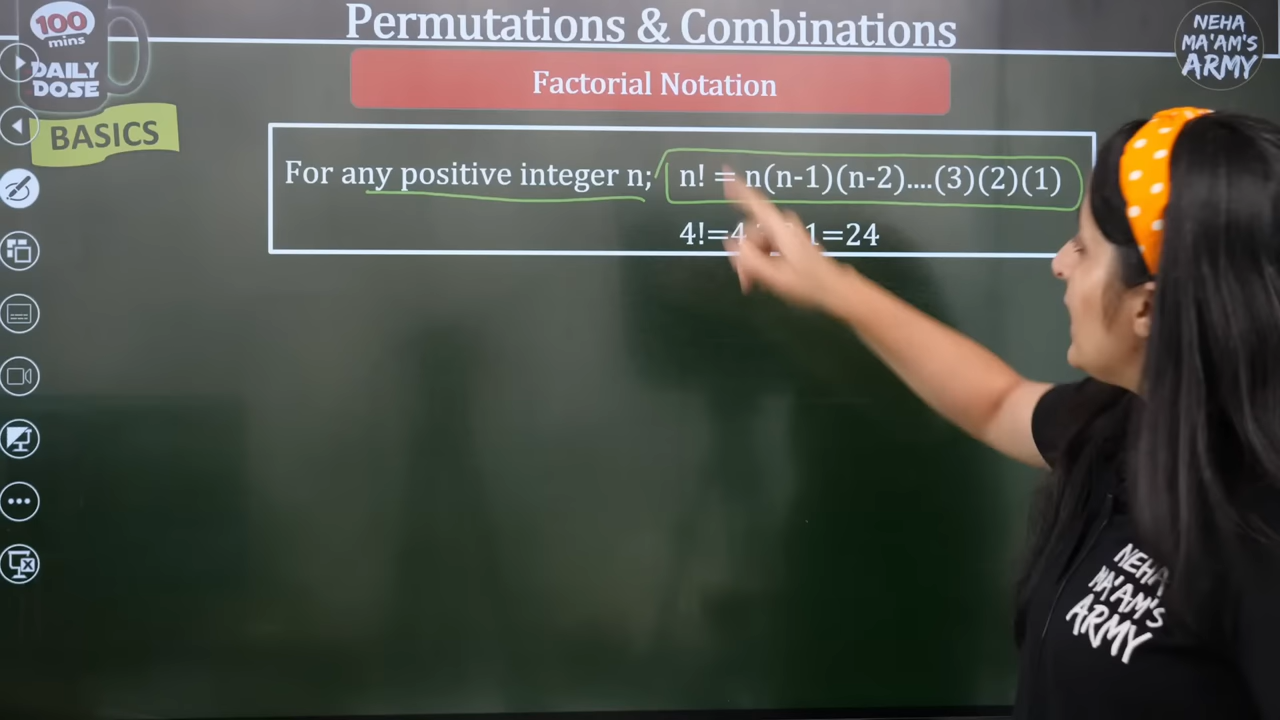 Permutations & Combinations
100
mins
DAILY
DOSE
NEHA
MA'AM'S
ARMY
Factorial Notation
BASICS
For any positive integer n; n! = n(n-1)(n-2)....(3)(2)(1)
4!=4 1=24
NEHA
MA'AM'S
ARMY